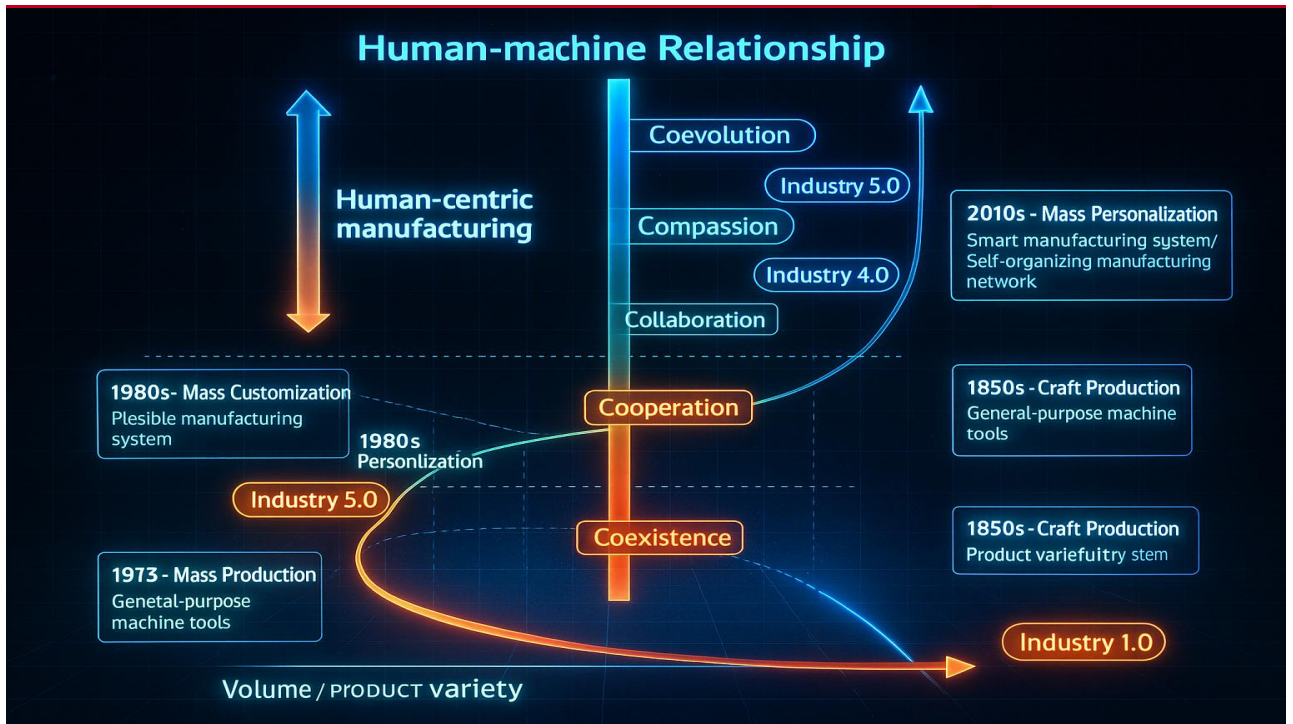 Human-machine Relationship
Coevolution
Industry 5.0
Human-centric
manufacturing
Compassion
2010s - Mass Personalization
Smart manufacturing system/
Self-organizing manufacturing
network
Industry 4.0
Collaboration
1980s- Mass Customization
Plesible manufacturing
system
Cooperation
1850s - Craft Production
General-purpose machine
tools
1980s
Personlization
Industry 5.0
Coexistence
1850s - Craft Production
Product variefuitry stem
1973 - Mass Production
Genetal-purpose
machine tools
Industry 1.0
Volume / PRODUCT variety